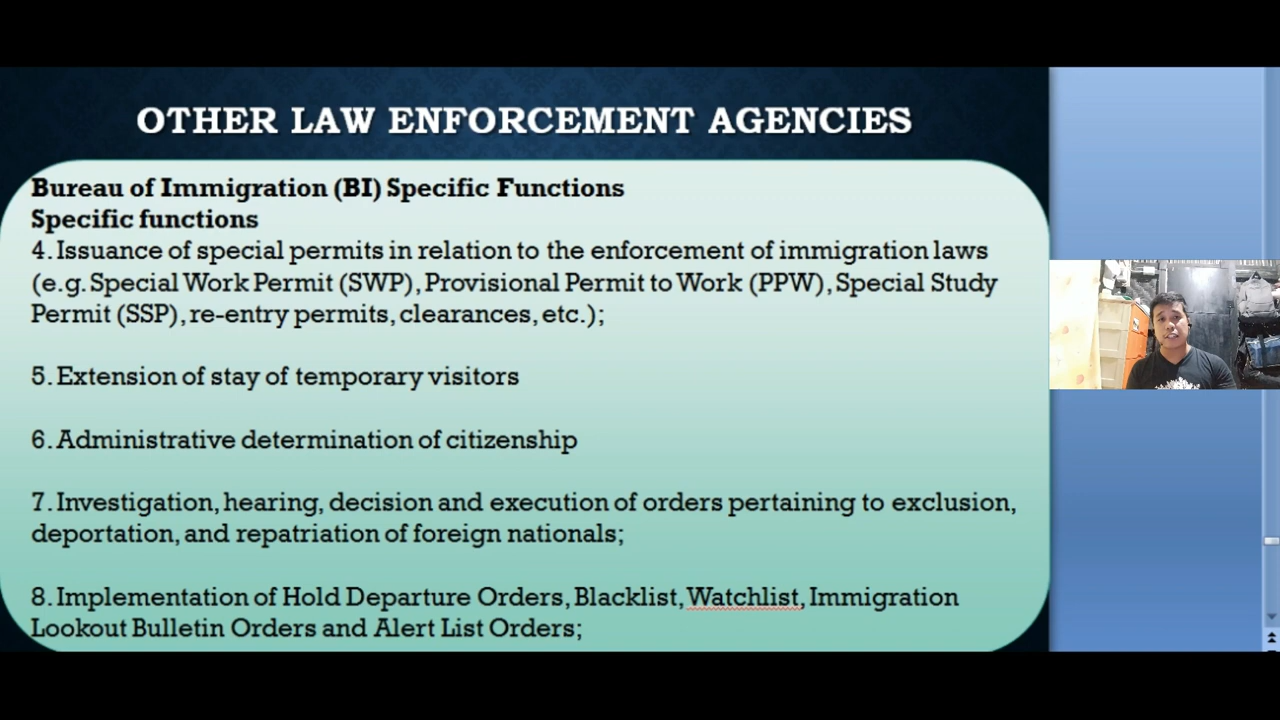 OTHER LAW ENFORCEMENT AGENCIES
Bureau of Immigration (BI) Specific Functions
Specific functions
4. Issuance of special permits in relation to the enforcement of immigration laws
(e.g. Special Work Permit (SWP), Provisional Permit to Work (PPW), Special Study
Permit (SSP), re-entry permits, clearances, etc.);
5. Extension of stay of temporary visitors
6. Administrative determination of citizenship
7. Investigation, hearing, decision and execution of orders pertaining to exclusion,
deportation, and repatriation of foreign nationals;
8. Implementation of Hold Departure Orders, Blacklist, Watchlist, Immigration
Lookout Bulletin Orders and Alert List Orders;